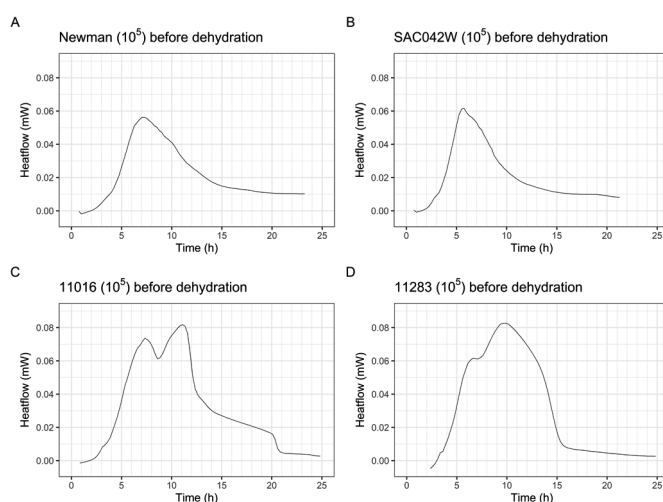 A
Newman (10⁵) before dehydration
Heatflow (mW)
0.08
0.06
0.04
0.02
0.00
0 5 10 15 20 25
Time (h)
B
SAC042W (10⁵) before dehydration
Heatflow (mW)
0.08
0.06
0.04
0.02
0.00
0 5 10 15 20 25
Time (h)
C
11016 (10⁵) before dehydration
Heatflow (mW)
0.08
0.06
0.04
0.02
0.00
0 5 10 15 20 25
Time (h)
D
11283 (10⁵) before dehydration
Heatflow (mW)
0.08
0.06
0.04
0.02
0.00
0 5 10 15 20 25
Time (h)